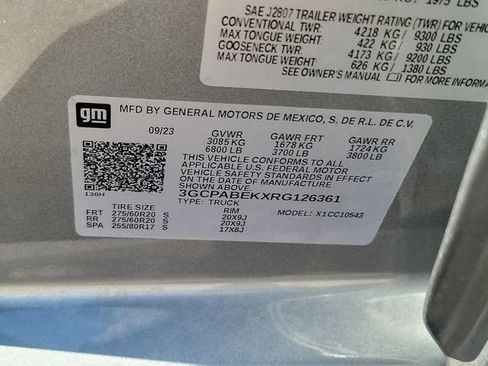 1979 LBS
SAE J2807 TRAILER WEIGHT RATING (TWR) FOR
CONVENTIONAL TWR: 4218 KG / 9300 LBS
MAX TONGUE WEIGHT: 422 KG / 930 LBS
GOOSENECK TWR: 4173 KG / 9200 LBS
MAX TONGUE WEIGHT: 626 KG / 1380 LBS
SEE OWNER'S MANUAL FOR MORE
gm
MFD BY GENERAL MOTORS DE MEXICO, S. DE R.L. DE C.V.
09/23 GVWR GAWR FRT GAWR RR
3085 KG 1678 KG 1724 KG
6800 LB 3700 LB 3800 LB
THIS VEHICLE CONFORMS TO ALL
APPLICABLE U.S. FEDERAL MOTOR
VEHICLE SAFETY STANDARDS IN
EFFECT ON THE DATE OF
MANUFACTURE SHOWN ABOVE.
3GCPABEKXRG126361
130H
TYPE: TRUCK MODEL: X1CC10543
TIRE SIZE RIM
FRT 275/60R20 S 20X9J
RR 275/60R20 S 20X9J
SPA 255/80R17 S 17X8J